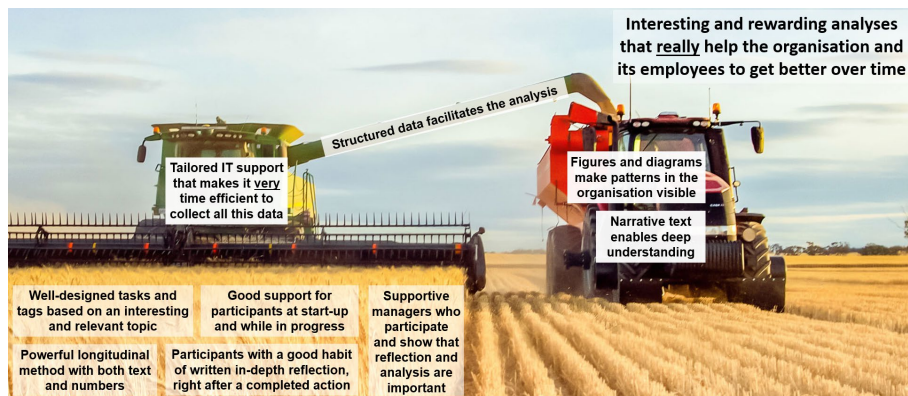 Interesting and rewarding analyses
that really help the organisation and
its employees to get better over time
Structured data facilitates the analysis
Tailored IT support
that makes it very
time efficient to
collect all this data
Figures and diagrams
make patterns in the
organisation visible
Narrative text
enables deep
understanding
Well-designed tasks and
tags based on an interesting
and relevant topic
Good support for
participants at start-up
and while in progress
Supportive
managers who
participate
and show that
reflection and
analysis are
important
Powerful longitudinal
method with both text
and numbers
Participants with a good habit
of written in-depth reflection,
right after a completed action